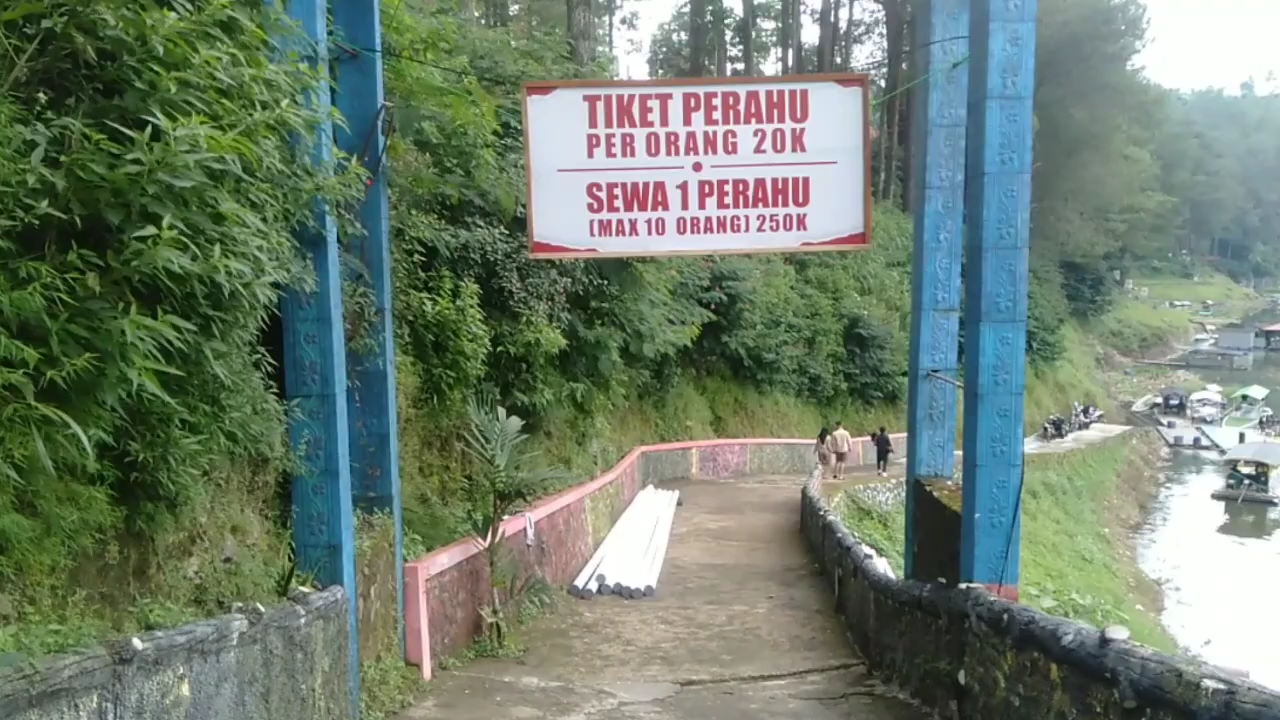 TIKET PERAHU
PER ORANG 20K
SEWA 1 PERAHU
(MAX 10 ORANG) 250K